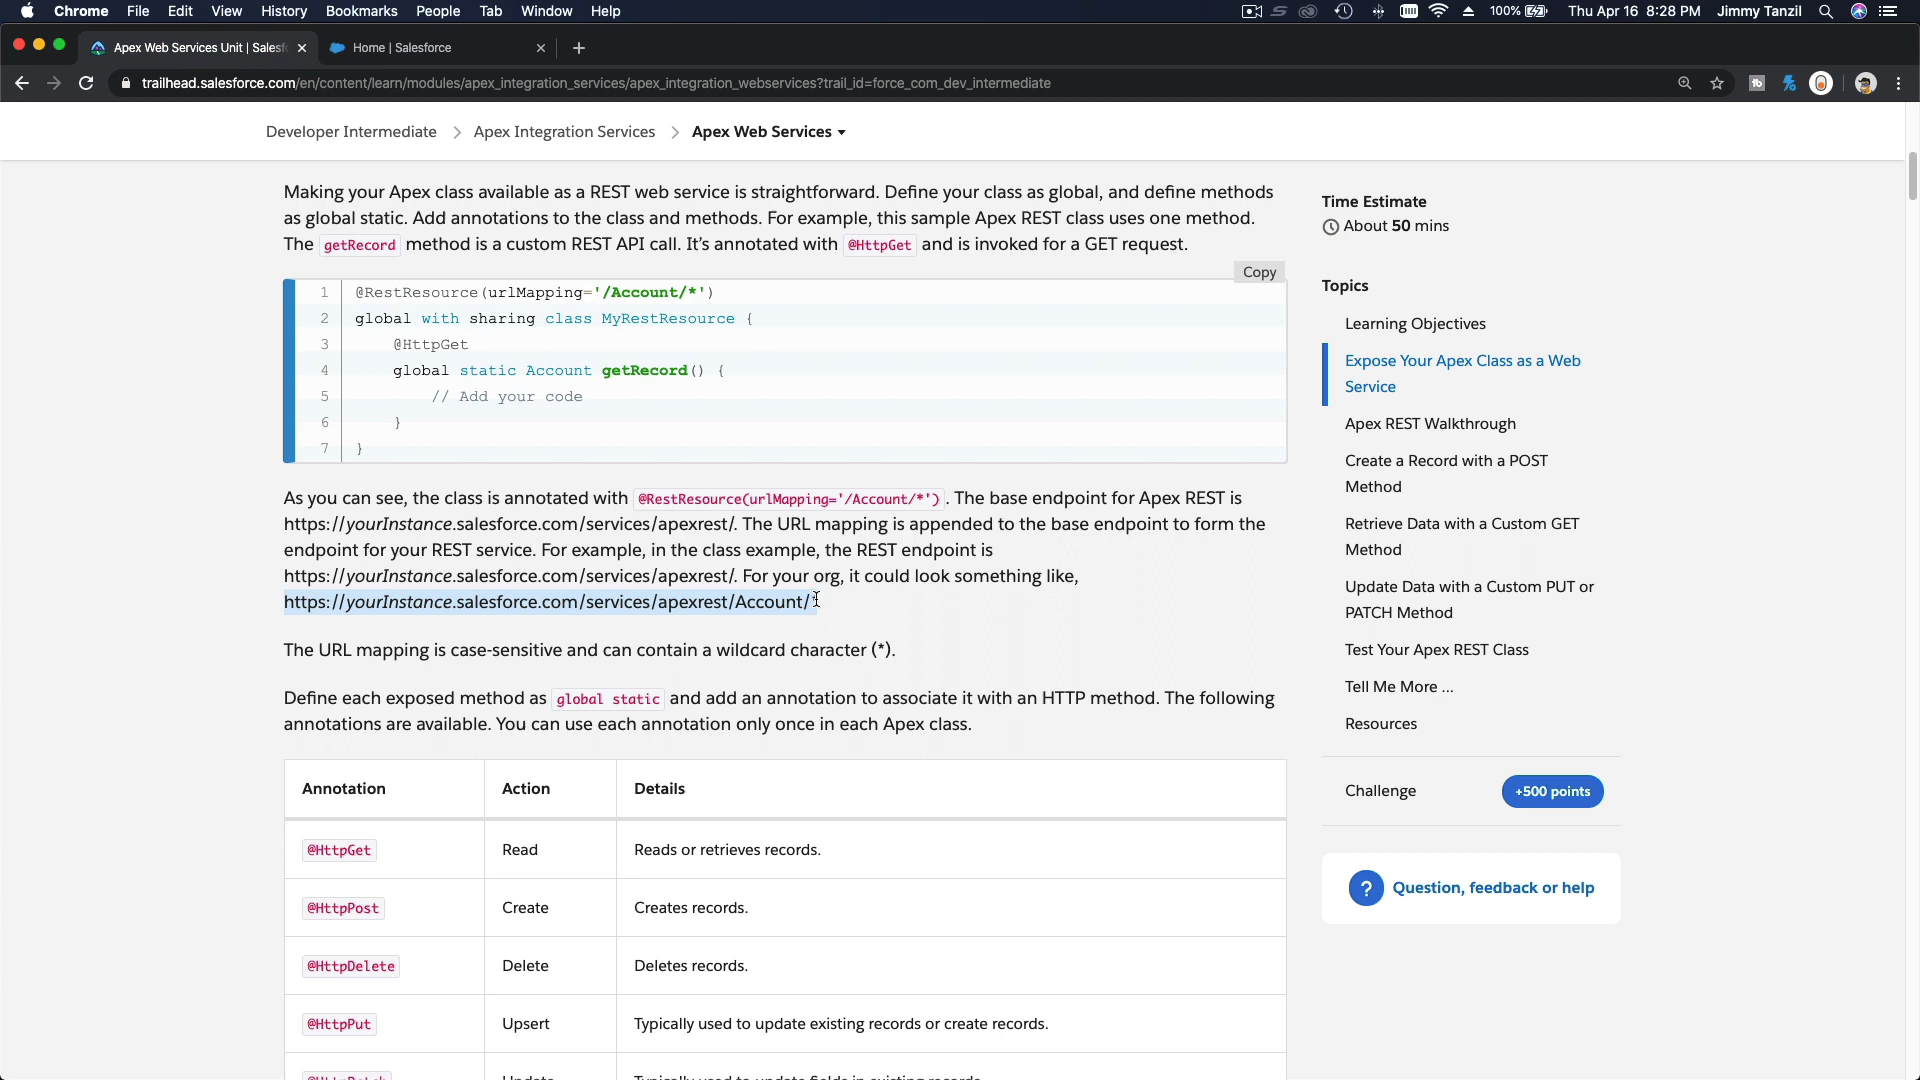 Chrome File Edit View History Bookmarks People Tab Window Help 100% Thu Apr 16 8:28 PM Jimmy Tanzil
Apex Web Services Unit | Salesf Home | Salesforce
trailhead.salesforce.com/en/content/learn/modules/apex_integration_services/apex_integration_webservices?trail_id=force_com_dev_intermediate
Developer Intermediate > Apex Integration Services > Apex Web Services
Making your Apex class available as a REST web service is straightforward. Define your class as global, and define methods
as global static. Add annotations to the class and methods. For example, this sample Apex REST class uses one method.
The getRecord method is a custom REST API call. It’s annotated with @HttpGet and is invoked for a GET request.
Copy
1 @RestResource(urlMapping='/Account/*')
2 global with sharing class MyRestResource {
3 @HttpGet
4 global static Account getRecord() {
5 // Add your code
6 }
7 }
As you can see, the class is annotated with @RestResource(urlMapping='/Account/*'). The base endpoint for Apex REST is
https://yourInstance.salesforce.com/services/apexrest/. The URL mapping is appended to the base endpoint to form the
endpoint for your REST service. For example, in the class example, the REST endpoint is
https://yourInstance.salesforce.com/services/apexrest/. For your org, it could look something like,
https://yourInstance.salesforce.com/services/apexrest/Account/
The URL mapping is case-sensitive and can contain a wildcard character (*).
Define each exposed method as global static and add an annotation to associate it with an HTTP method. The following
annotations are available. You can use each annotation only once in each Apex class.
Annotation Action Details
@HttpGet Read Reads or retrieves records.
@HttpPost Create Creates records.
@HttpDelete Delete Deletes records.
@HttpPut Upsert Typically used to update existing records or create records.
Time Estimate
About 50 mins
Topics
Learning Objectives
Expose Your Apex Class as a Web
Service
Apex REST Walkthrough
Create a Record with a POST
Method
Retrieve Data with a Custom GET
Method
Update Data with a Custom PUT or
PATCH Method
Test Your Apex REST Class
Tell Me More ...
Resources
Challenge +500 points
? Question, feedback or help